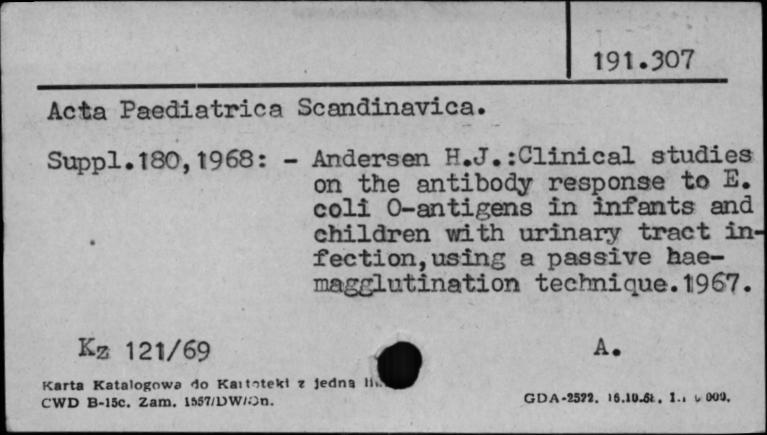 191.307
Acta Paediatrica Scandinavica.
Suppl.180,1968: - Andersen H.J.:Clinical studies
on the antibody response to E.
coli O-antigens in infants and
children with urinary tract in-
fection,using a passive hae-
magglutination technique.1967.
Kz 121/69
A.
Karta Katalogowa do Kartoteki z jedną
CWD B-15c. Zam. 1557/DW/On.
GDA-2522.